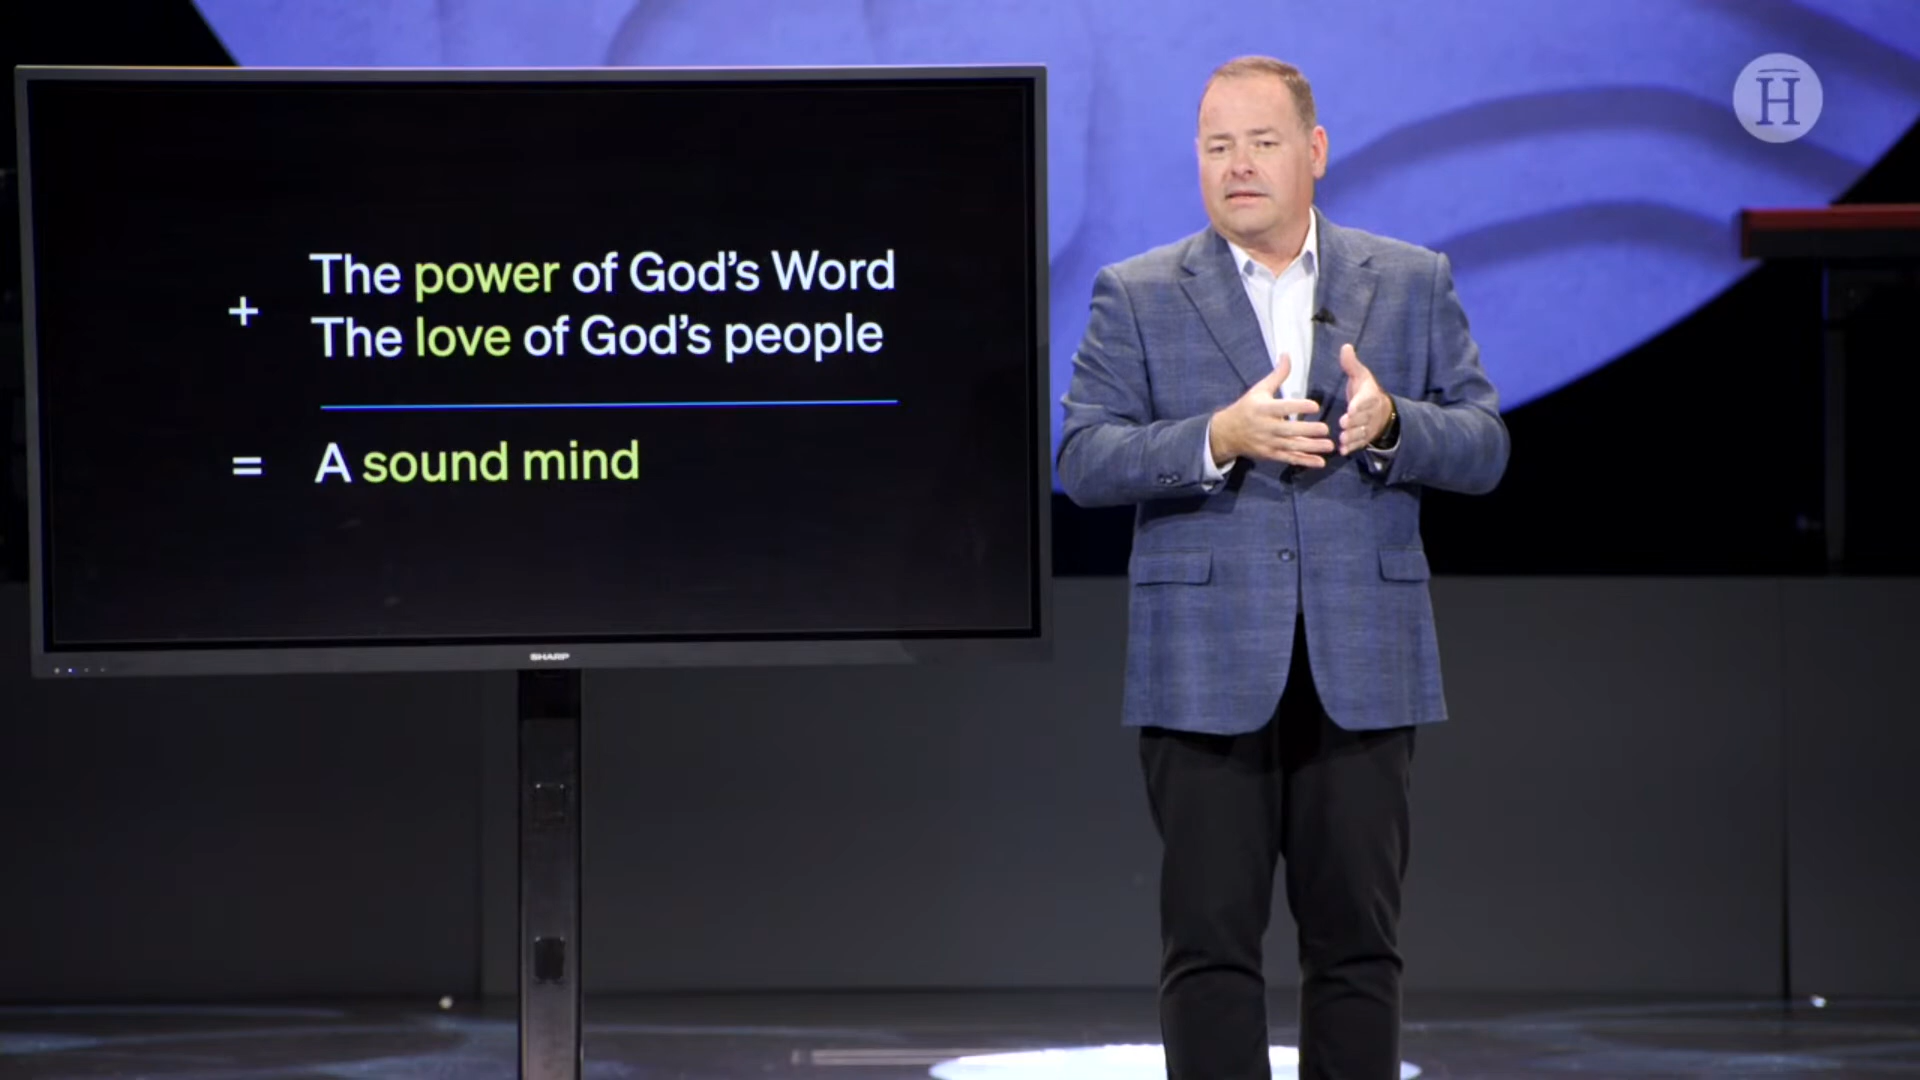 The power of God's Word
+
The love of God's people
= A sound mind
SHARP
H